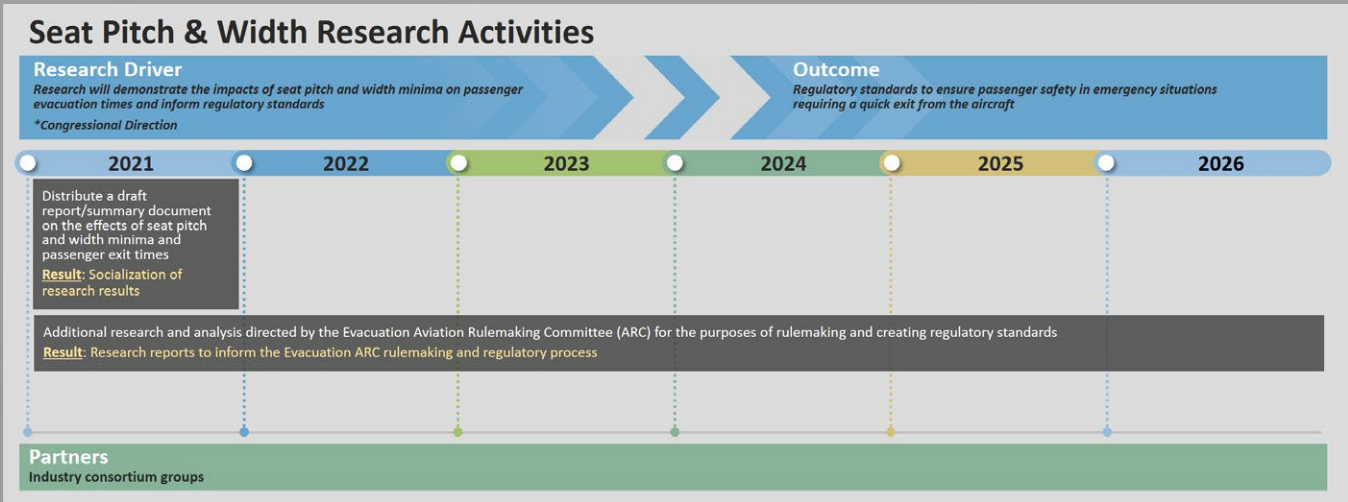 Seat Pitch & Width Research Activities
Research Driver
Research will demonstrate the impacts of seat pitch and width minima on passenger
evacuation times and inform regulatory standards
*Congressional Direction
Outcome
Regulatory standards to ensure passenger safety in emergency situations
requiring a quick exit from the aircraft
2021
2022
2023
2024
2025
2026
Distribute a draft
report/summary document
on the effects of seat pitch
and width minima and
passenger exit times
Result: Socialization of
research results
Additional research and analysis directed by the Evacuation Aviation Rulemaking Committee (ARC) for the purposes of rulemaking and creating regulatory standards
Result: Research reports to inform the Evacuation ARC rulemaking and regulatory process
Partners
Industry consortium groups